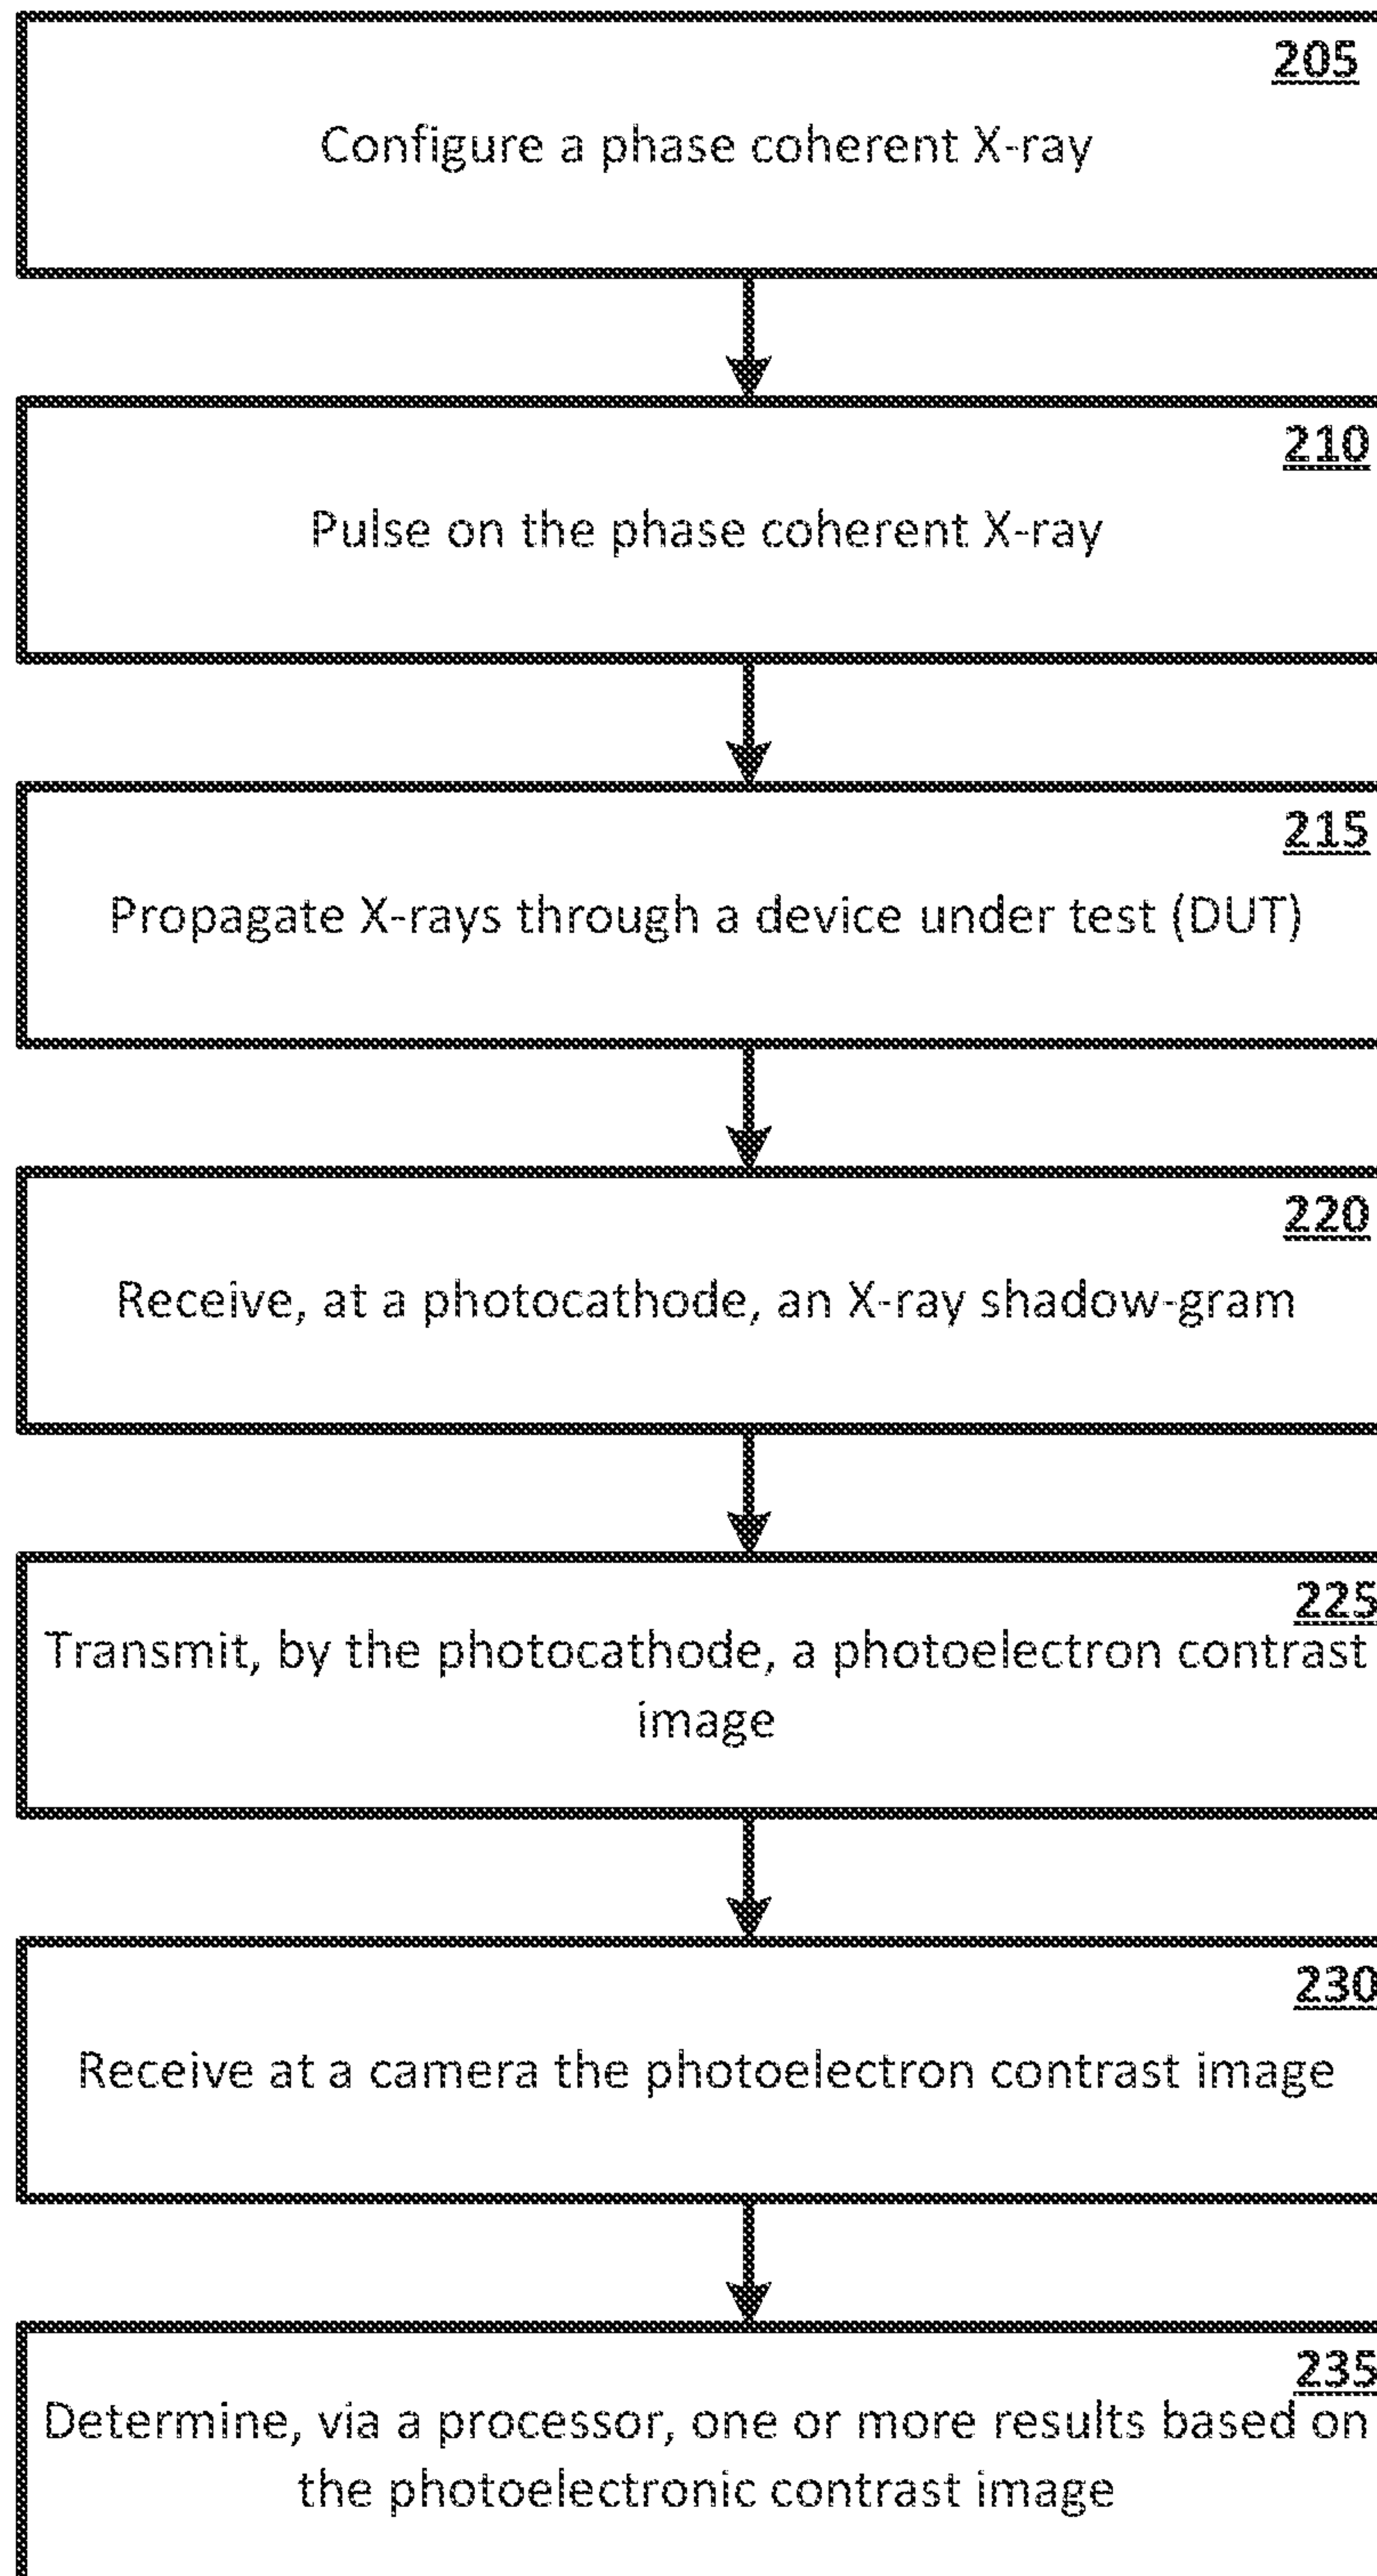 205
Configure a phase coherent X-ray
210
Pulse on the phase coherent X-ray
215
Propagate X-rays through a device under test (DUT)
220
Receive, at a photocathode, an X-ray shadow-gram
225
Transmit, by the photocathode, a photoelectron contrast
image
230
Receive at a camera the photoelectron contrast image
235
Determine, via a processor, one or more results based on
the photoelectronic contrast image